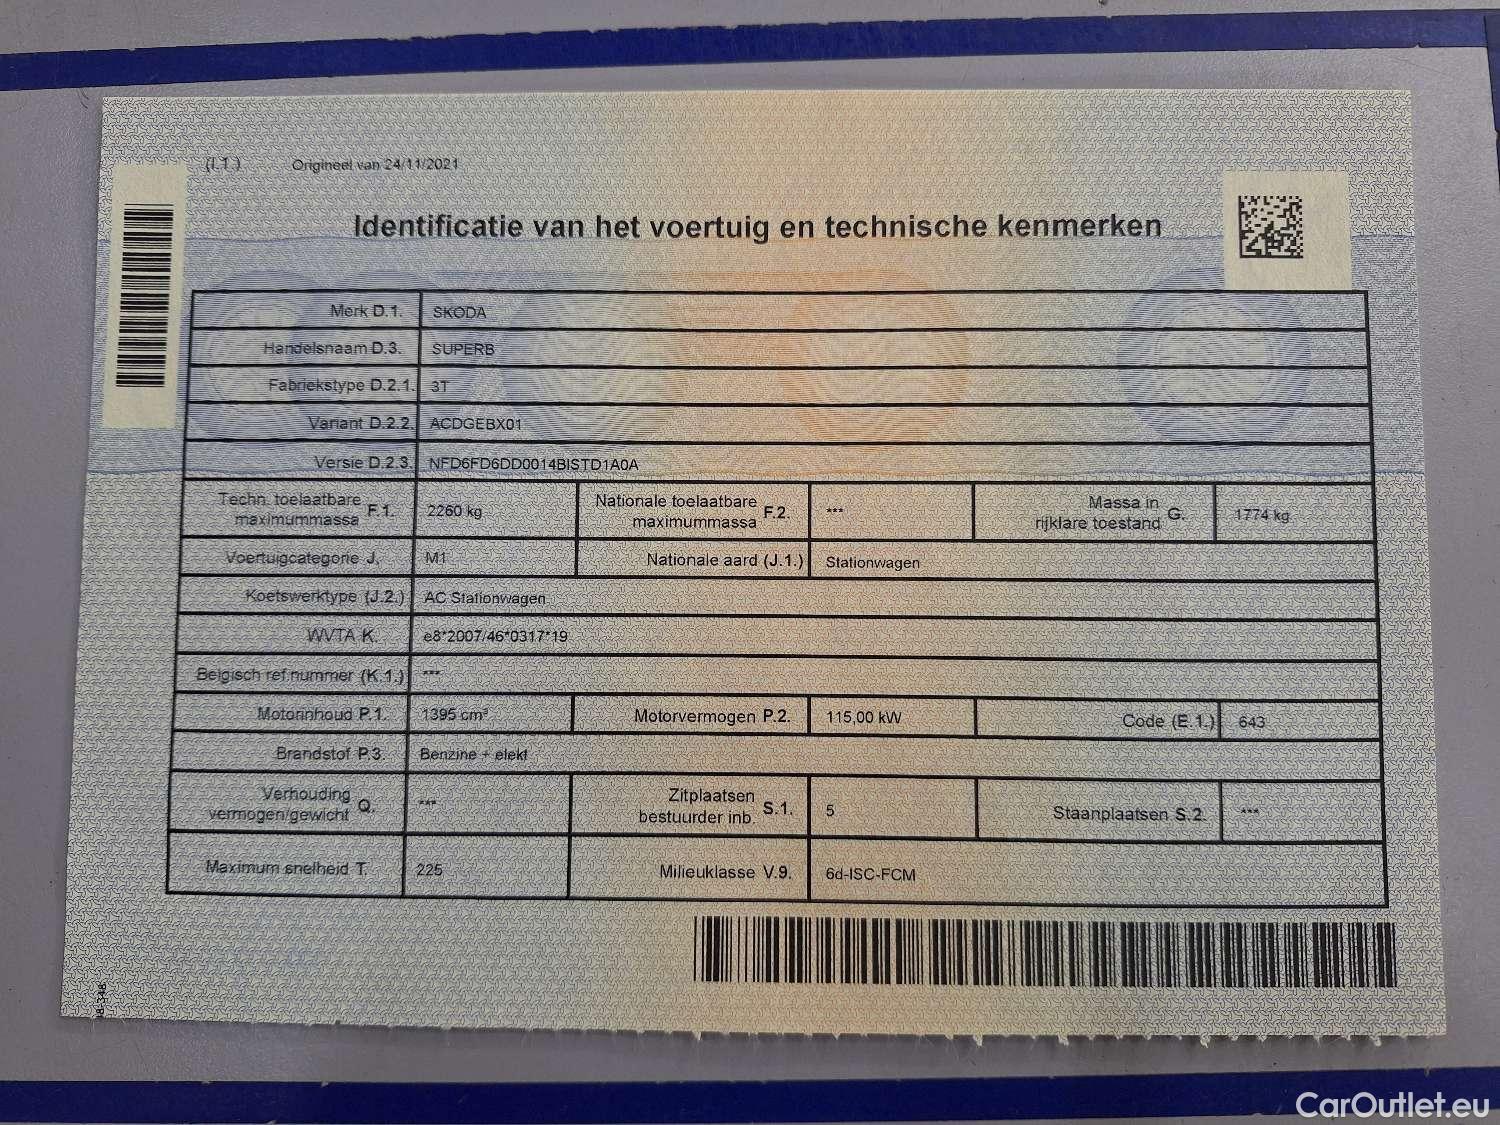 (I.1.) Origineel van 24/11/2021
Identificatie van het voertuig en technische kenmerken
Merk D.1. SKODA
Handelsnaam D.3. SUPERB
Fabriekstype D.2.1. 3T
Variant D.2.2. ACDGEBX01
Versie D.2.3. NFD6FD6DD0014BISTD1A0A
Techn. toelaatbare maximummassa F.1. 2260 kg Nationale toelaatbare maximummassa F.2. *** Massa in rijklare toestand G. 1774 kg
Voertuigcategorie J. M1 Nationale aard (J.1.) Stationwagen
Koetswerktype (J.2.) AC Stationwagen
WVTA K. e8*2007/46*0317*19
Belgisch ref.nummer (K.1.) ***
Motorinhoud P.1. 1395 cm³ Motorvermogen P.2. 115,00 kW Code (E.1.) 643
Brandstof P.3. Benzine + elekt
Verhouding vermogen/gewicht Q. *** Zitplaatsen bestuurder inb. S.1. 5 Staanplaatsen S.2. ***
Maximum snelheid T. 225 Milieuklasse V.9. 6d-ISC-FCM
CarOutlet.eu